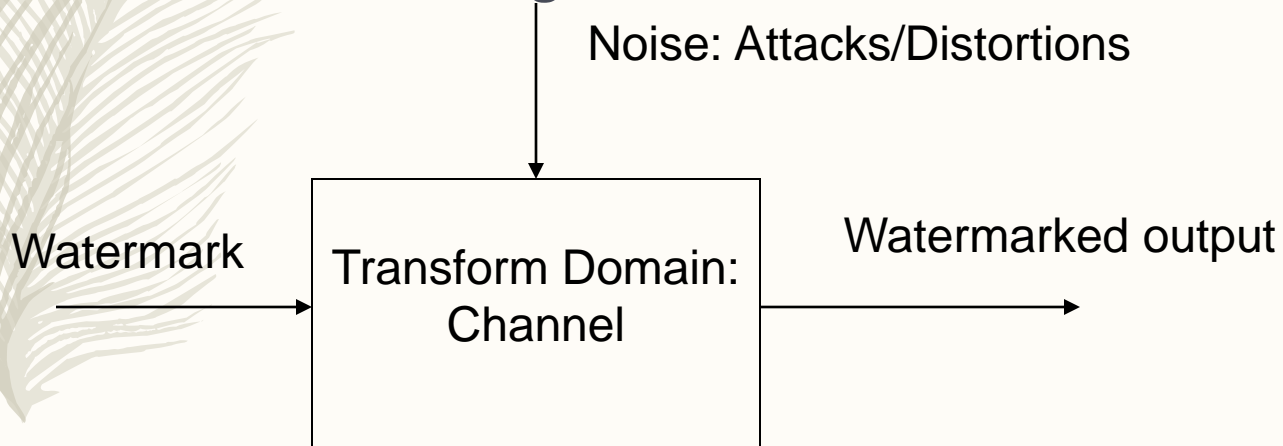 Noise: Attacks/Distortions
Watermark
Transform Domain:
Channel
Watermarked output